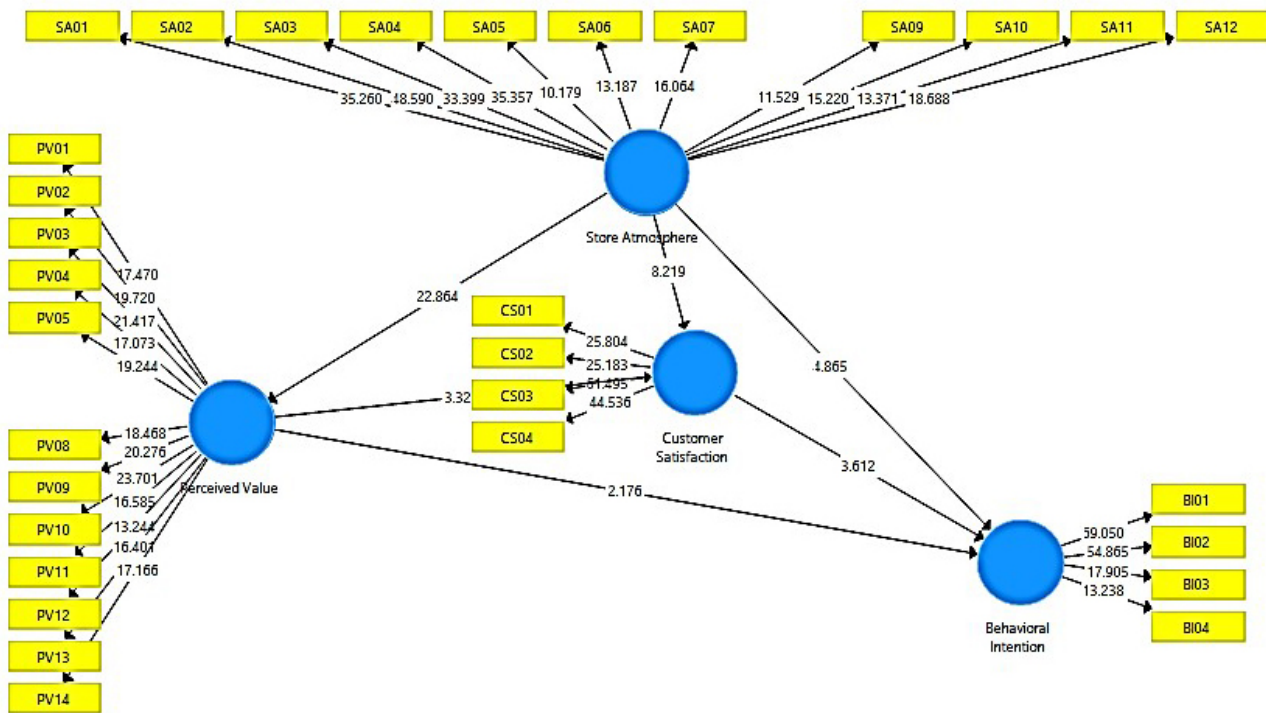 SA01
SA02
SA03
SA04
SA05
SA06
SA07
SA09
SA10
SA11
SA12
35.260
48.590
33.399
35.357
10.179
13.187
16.064
11.529
15.220
13.371
18.688
Store Atmosphere
PV01
PV02
PV03
PV04
PV05
17.470
19.720
21.417
17.073
19.244
22.864
8.219
4.865
CS01
CS02
CS03
CS04
25.804
25.183
61.495
44.536
3.32
Customer
Satisfaction
3.612
2.176
Perceived Value
PV08
PV09
PV10
PV11
PV12
PV13
PV14
18.468
20.276
23.701
16.585
13.244
16.401
17.166
BI01
BI02
BI03
BI04
59.050
54.865
17.905
13.238
Behavioral
Intention